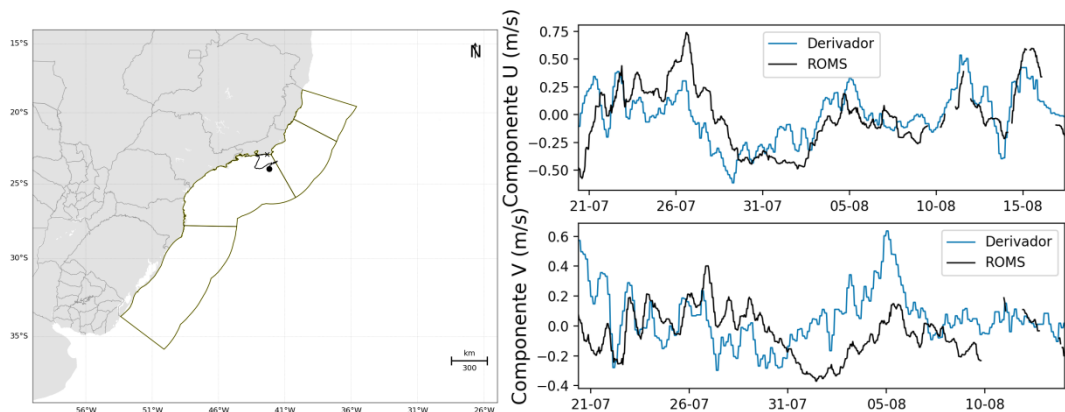 15°S
20°S
25°S
30°S
35°S
56°W
51°W
46°W
41°W
36°W
31°W
26°W
N
km
300
Componente U (m/s)
0.75
0.50
0.25
0.00
−0.25
−0.50
Derivador
ROMS
21-07
26-07
31-07
05-08
10-08
15-08
Componente V (m/s)
0.6
0.4
0.2
0.0
−0.2
−0.4
Derivador
ROMS
21-07
26-07
31-07
05-08
10-08